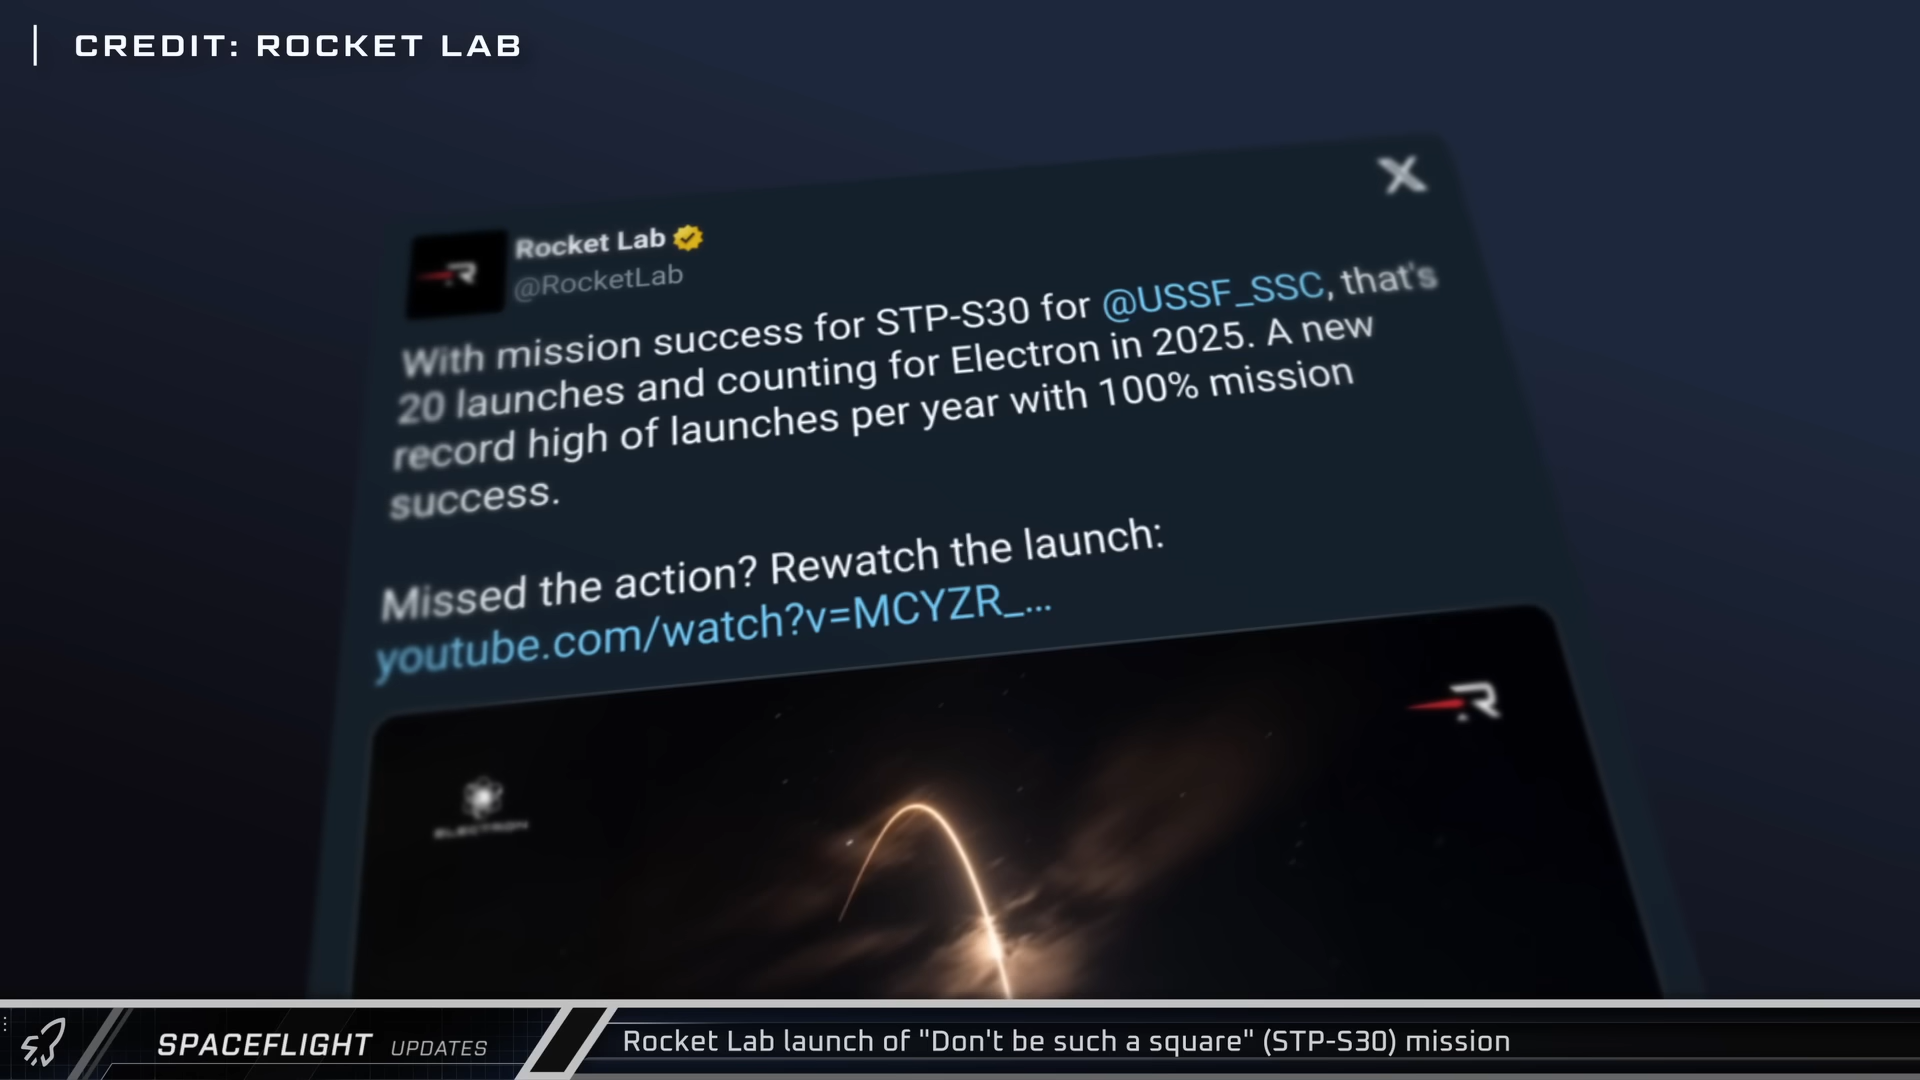 CREDIT: ROCKET LAB
X
Rocket Lab
@RocketLab
With mission success for STP-S30 for @USSF_SSC, that's
20 launches and counting for Electron in 2025. A new
record high of launches per year with 100% mission
success.
Missed the action? Rewatch the launch:
youtube.com/watch?v=MCYZR_...
R
ELECTRON
SPACEFLIGHT UPDATES
Rocket Lab launch of "Don't be such a square" (STP-S30) mission